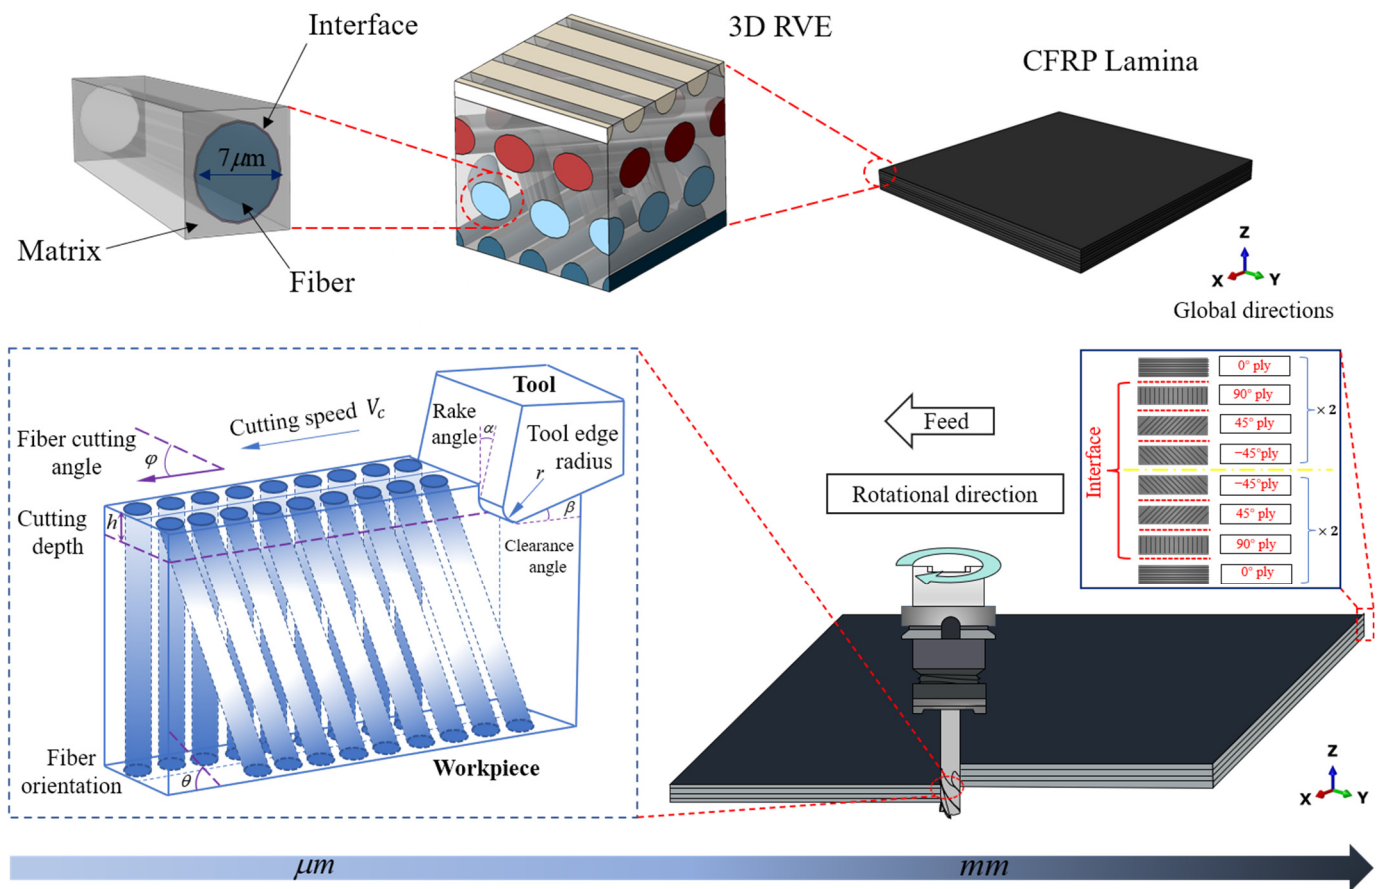 Interface
3D RVE
CFRP Lamina
7μm
Matrix
Fiber
Z
X
Y
Global directions
Tool
Rake
angle
α
Tool edge
radius
r
β
Clearance
angle
Cutting speed Vc
Fiber cutting
angle
φ
Cutting
depth
h
Fiber
orientation
θ
Workpiece
Feed
Rotational direction
Interface
0° ply
90° ply
45° ply
−45°ply
−45°ply
45° ply
90° ply
0° ply
×2
×2
Z
X
Y
μm
mm